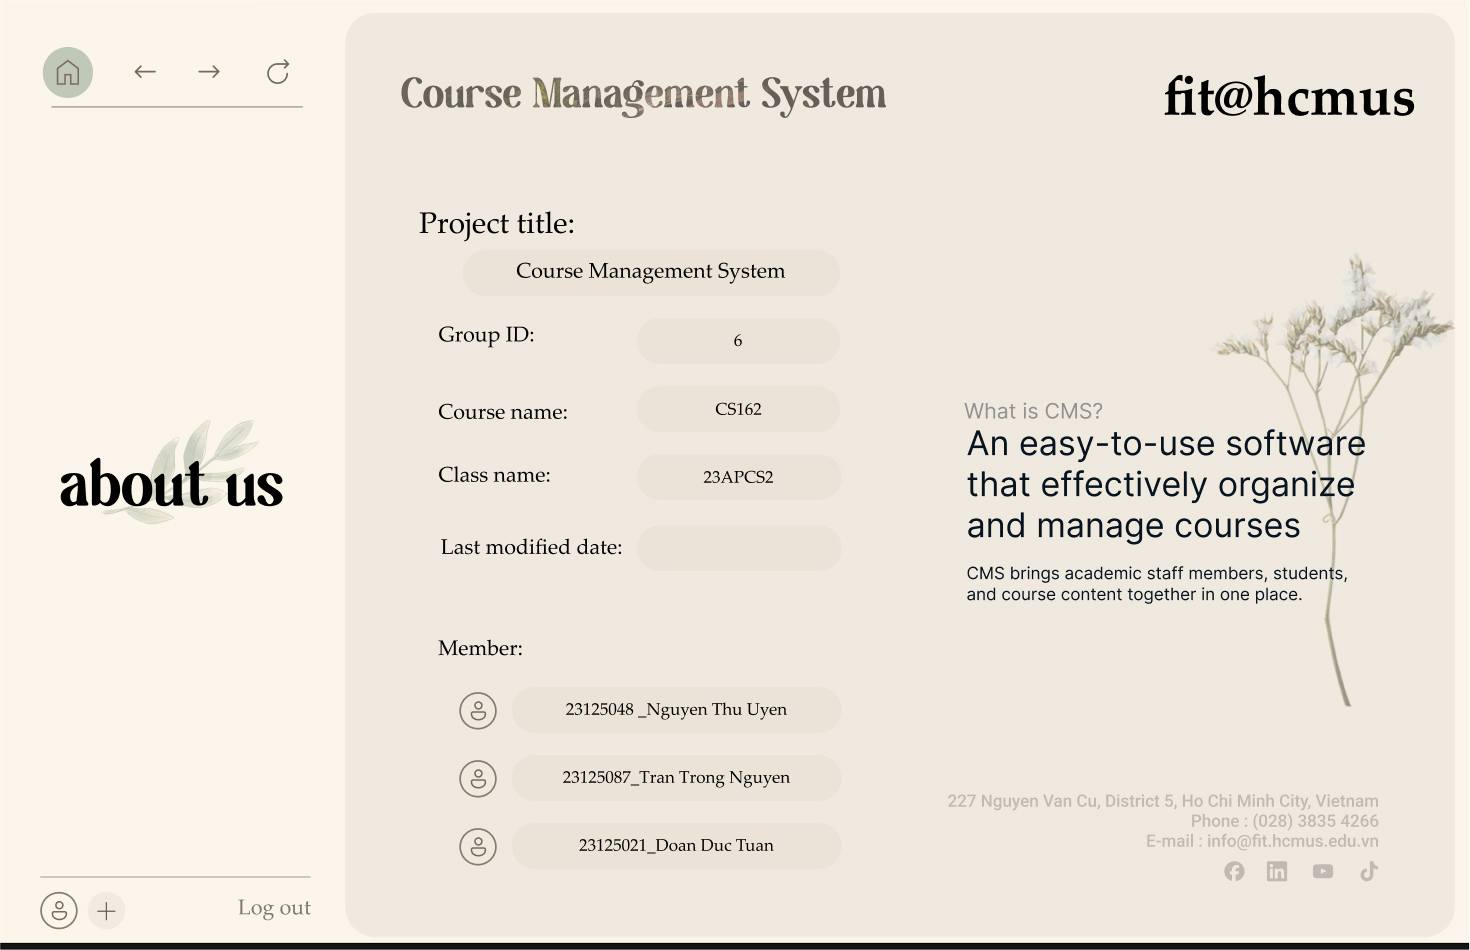 Course Management System
fit@hcmus
Project title:
Course Management System
Group ID:
6
Course name:
CS162
Class name:
23APCS2
Last modified date:
Member:
23125048 _Nguyen Thu Uyen
23125087_Tran Trong Nguyen
23125021_Doan Duc Tuan
about us
Log out
What is CMS?
An easy-to-use software
that effectively organize
and manage courses
CMS brings academic staff members, students,
and course content together in one place.
227 Nguyen Van Cu, District 5, Ho Chi Minh City, Vietnam
Phone : (028) 3835 4266
E-mail : info@fit.hcmus.edu.vn